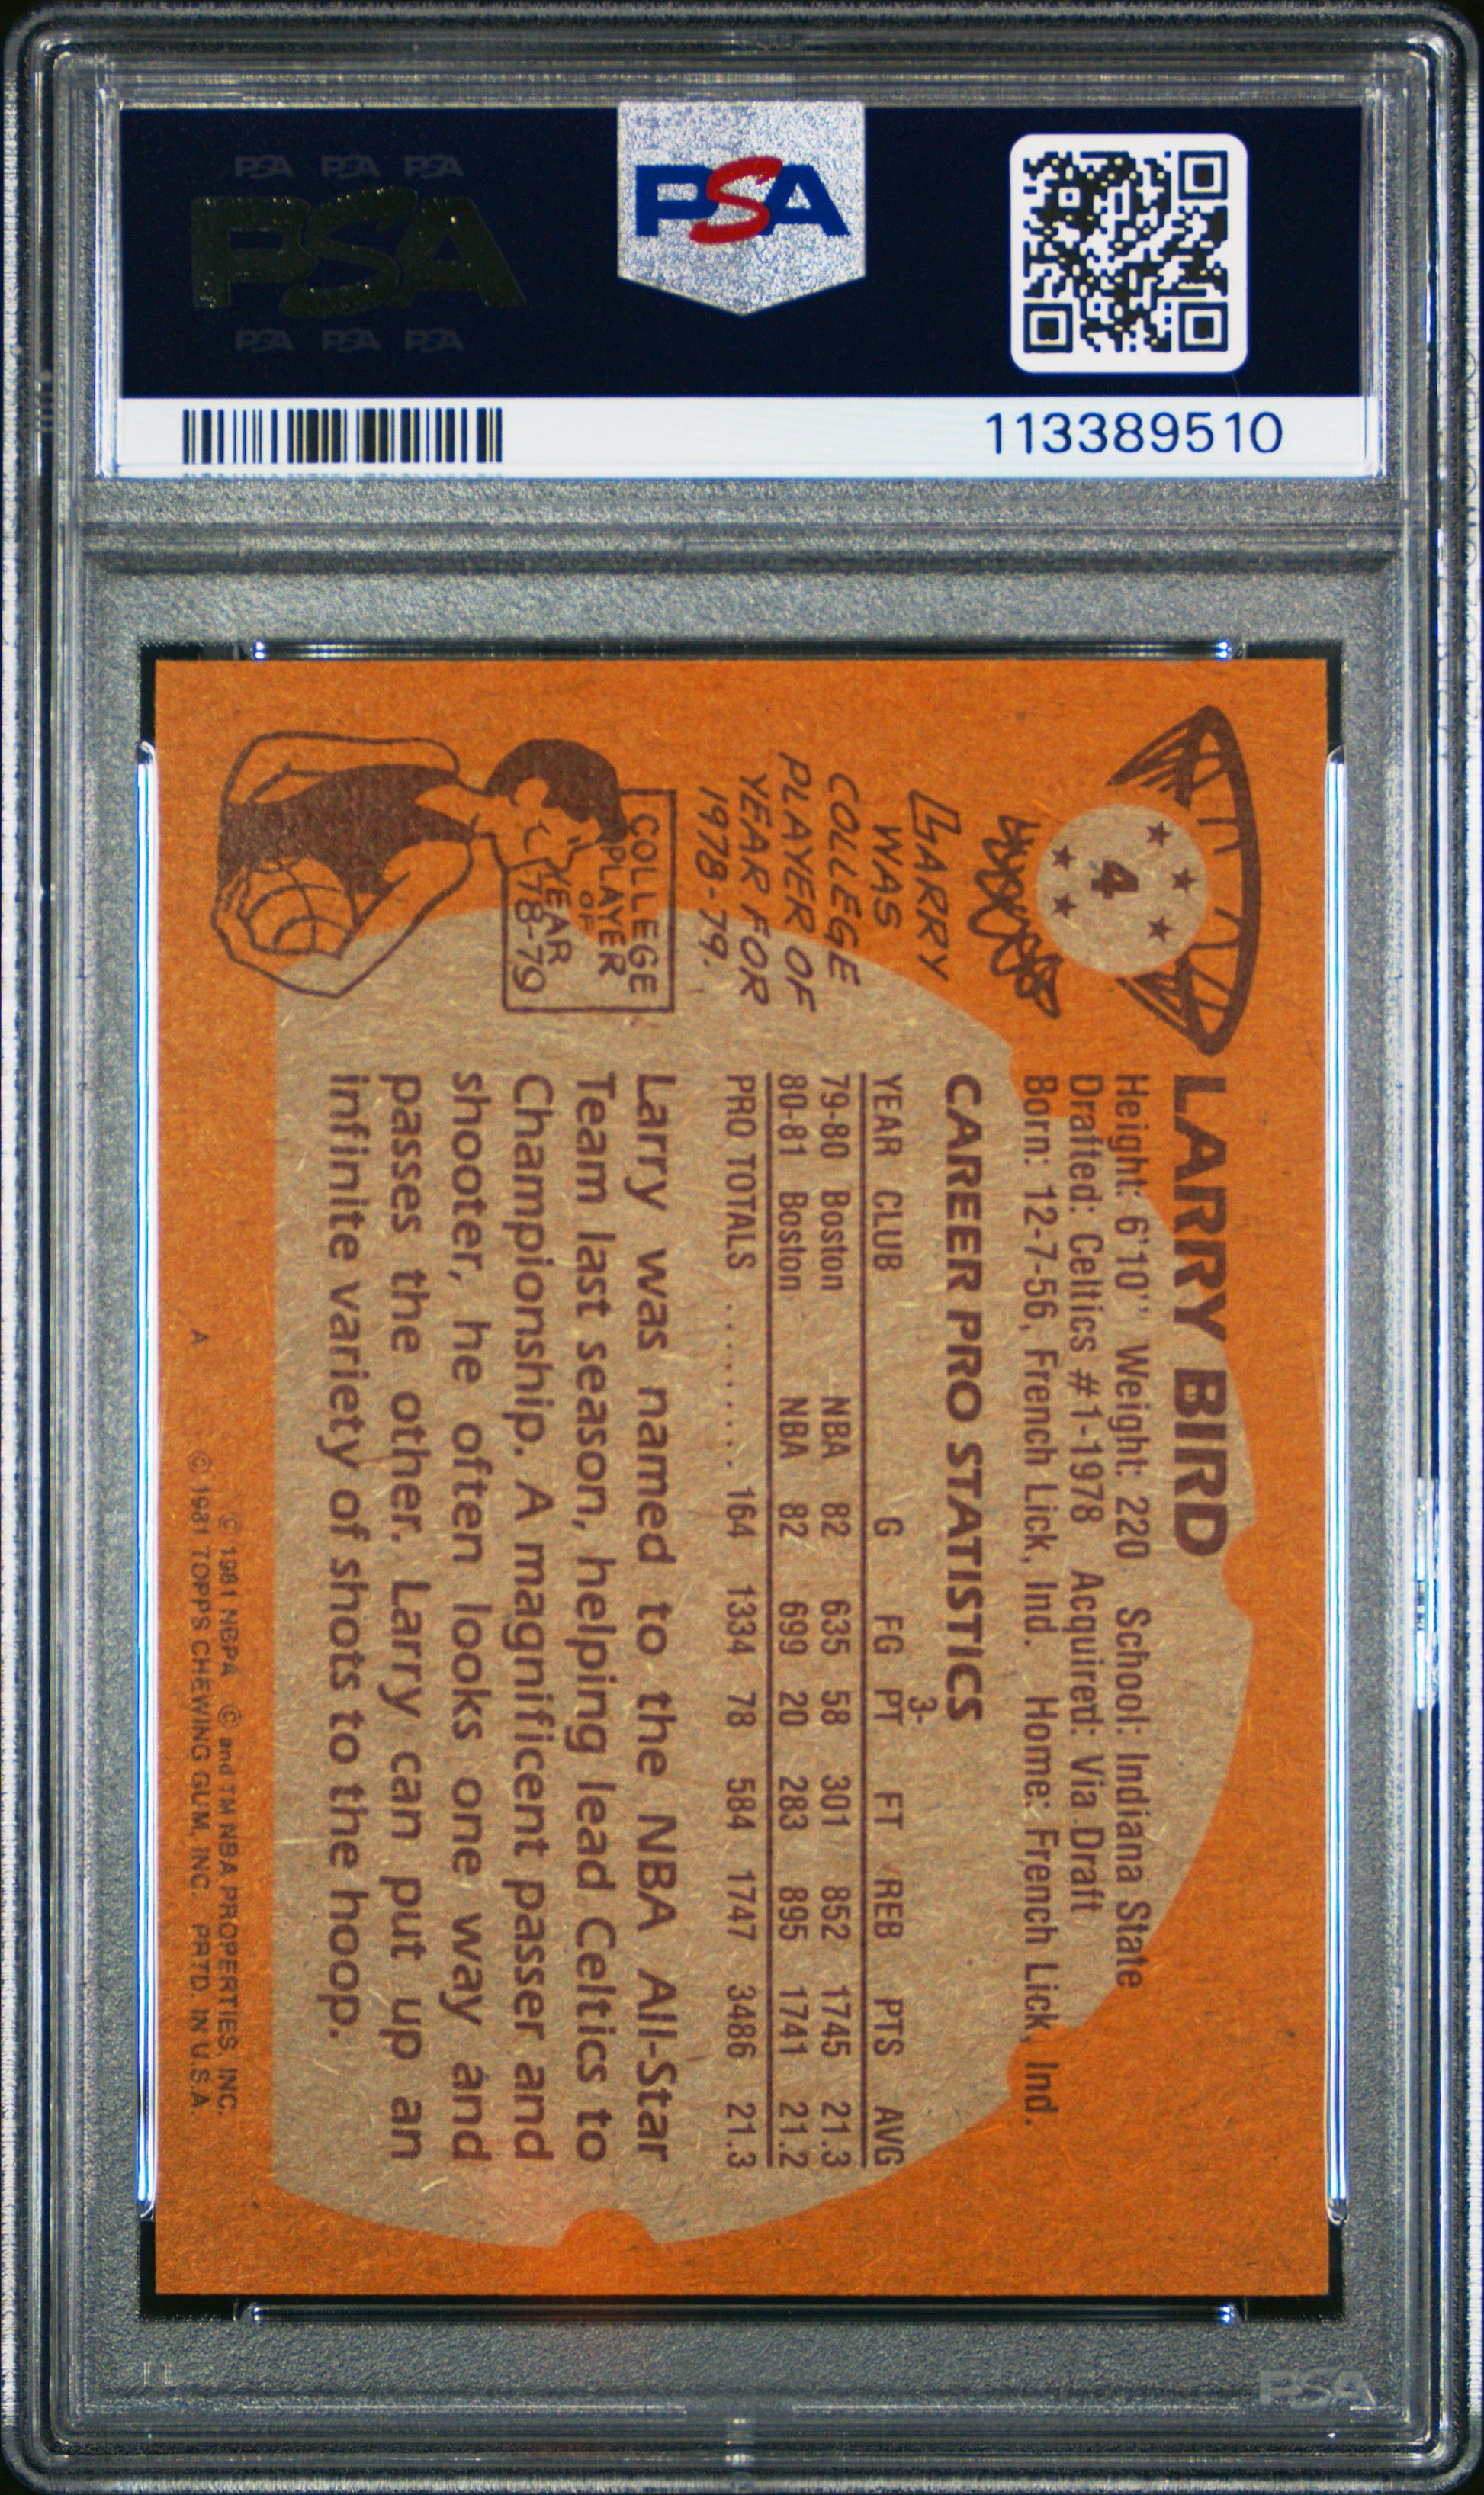 PSA PSA PSA
PSA
PSA PSA PSA
PSA
113389510
4
LARRY BIRD
Height: 6'10'' Weight: 220 School: Indiana State
Drafted: Celtics #1-1978 Acquired: Via Draft
Born: 12-7-56, French Lick, Ind. Home: French Lick, Ind.
CAREER PRO STATISTICS
YEAR CLUB G FG 3-PT FT REB PTS AVG
79-80 Boston NBA 82 635 58 301 852 1745 21.3
80-81 Boston NBA 82 699 20 283 895 1741 21.2
PRO TOTALS ........ 164 1334 78 584 1747 3486 21.3
Larry was named to the NBA All-Star
Team last season, helping lead Celtics to
Championship. A magnificent passer and
shooter, he often looks one way and
passes the other. Larry can put up an
infinite variety of shots to the hoop.
LARRY
WAS
COLLEGE
PLAYER OF
YEAR FOR
1978-79.
COLLEGE
PLAYER
OF
YEAR
78-79
© 1981 NBPA © and TM NBA PROPERTIES, INC.
A © 1981 TOPPS CHEWING GUM, INC. PRTD. IN U.S.A.
PSA